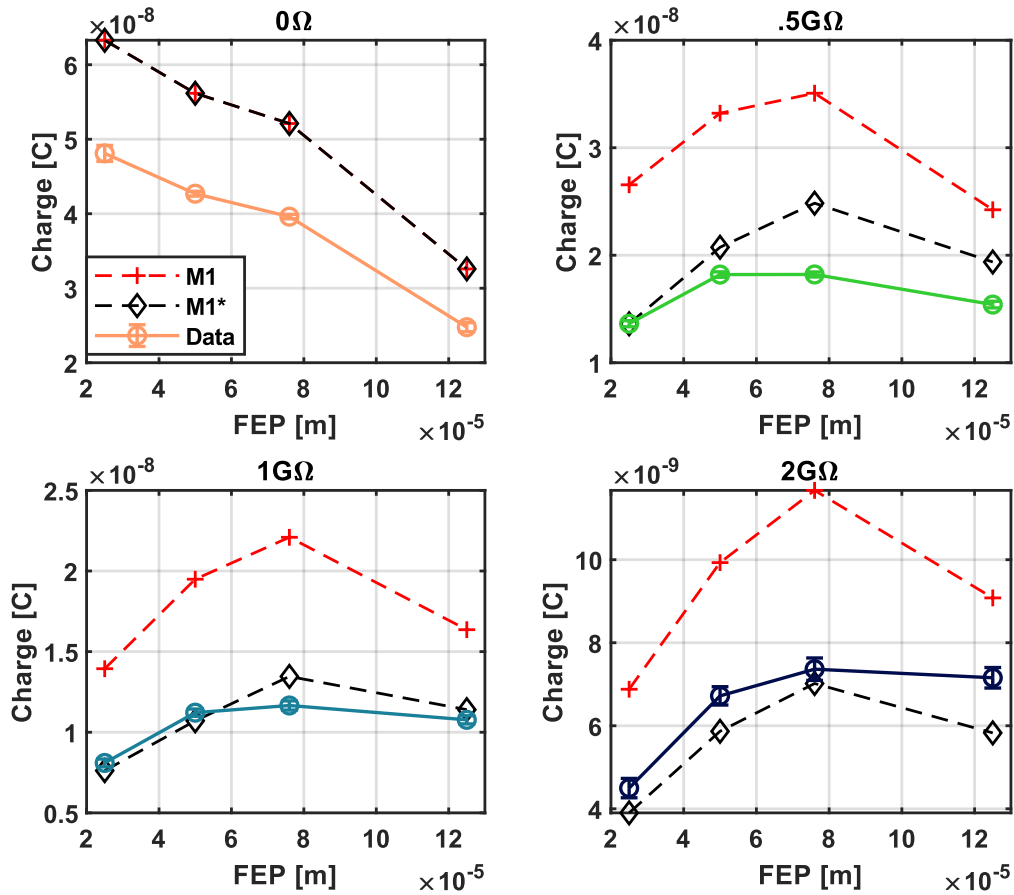 ×10⁻⁸ 0Ω
6
5
4
3
2
Charge [C]
M1
M1*
Data
2 4 6 8 10 12
FEP [m] ×10⁻⁵
×10⁻⁸ .5GΩ
4
3
2
1
Charge [C]
2 4 6 8 10 12
FEP [m] ×10⁻⁵
×10⁻⁸ 1GΩ
2.5
2
1.5
1
0.5
Charge [C]
2 4 6 8 10 12
FEP [m] ×10⁻⁵
×10⁻⁹ 2GΩ
10
8
6
4
Charge [C]
2 4 6 8 10 12
FEP [m] ×10⁻⁵